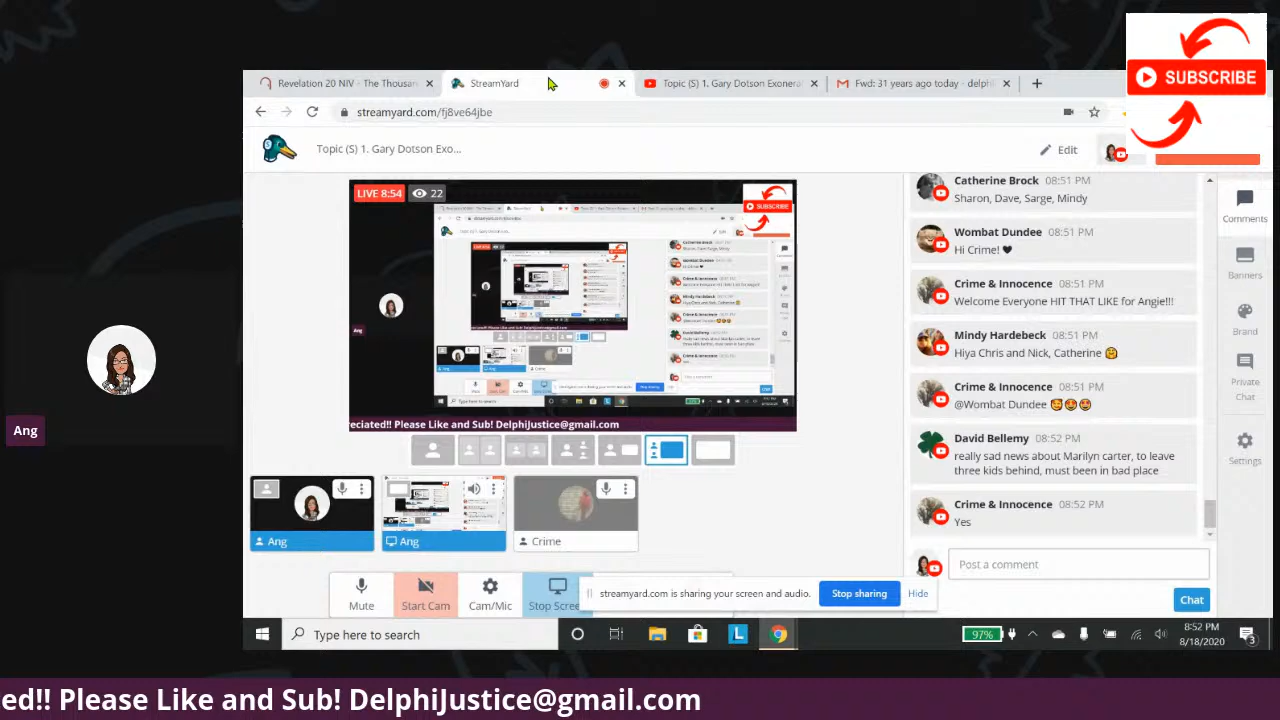 SUBSCRIBE
Revelation 20 NIV - The Thousan
StreamYard
Topic (S) 1. Gary Dotson Exonera
Fwd: 31 years ago today - delphi
streamyard.com/fj8ve64jbe
Topic (S) 1. Gary Dotson Exo...
Edit
LIVE 8:54
22
SUBSCRIBE
Ang
reciated!! Please Like and Sub! DelphiJustice@gmail.com
Ang
Ang
Crime
Mute
Start Cam
Cam/Mic
Stop Scree
streamyard.com is sharing your screen and audio.
Stop sharing
Hide
Catherine Brock 08:51 PM
Sharon, Dave, Sarge, Mindy
Wombat Dundee 08:51 PM
Hi Crime! ♥
Crime & Innocence 08:51 PM
Welcome Everyone HIT THAT LIKE for Angie!!!
Mindy Hardebeck 08:51 PM
Hiya Chris and Nick, Catherine
Crime & Innocence 08:51 PM
@Wombat Dundee
David Bellemy 08:52 PM
really sad news about Marilyn carter, to leave
three kids behind, must been in bad place
Crime & Innocence 08:52 PM
Yes
Post a comment
Chat
Comments
Banners
Brand
Private
Chat
Settings
Type here to search
97%
8:52 PM
8/18/2020
3
Ang
ed!! Please Like and Sub! DelphiJustice@gmail.com